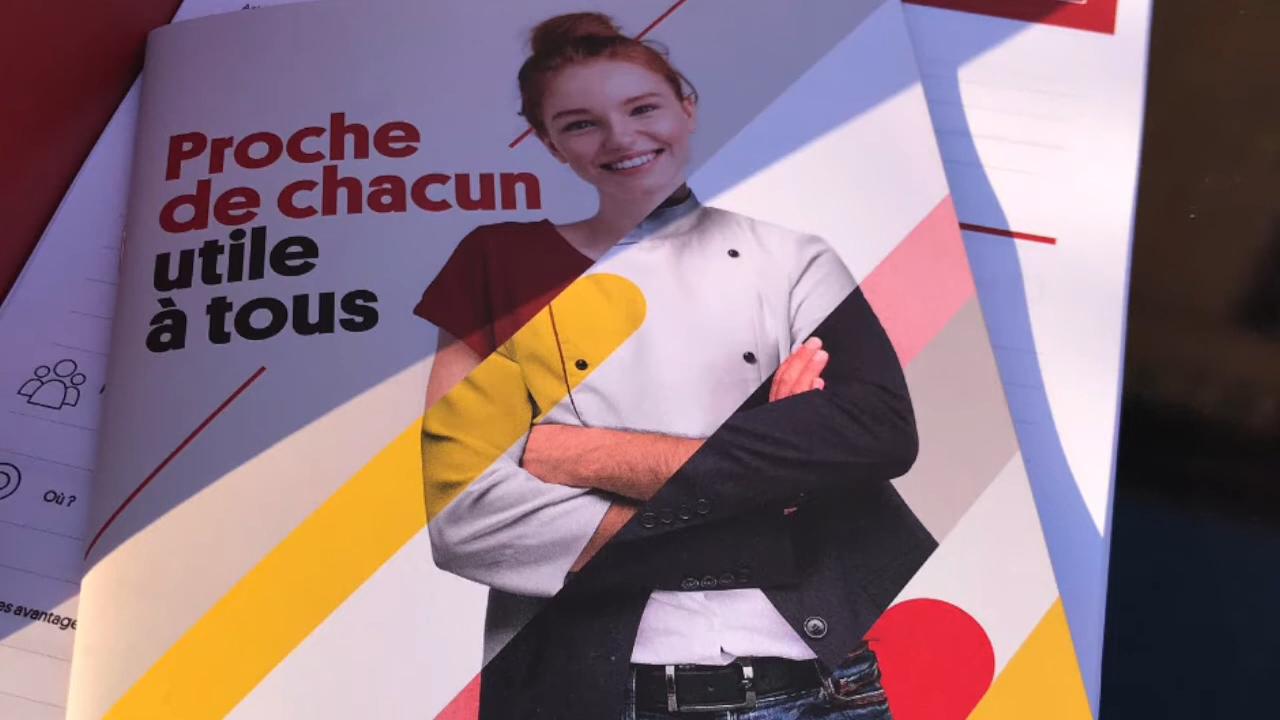 Proche
de chacun
utile
à tous
Où ?
es avantage